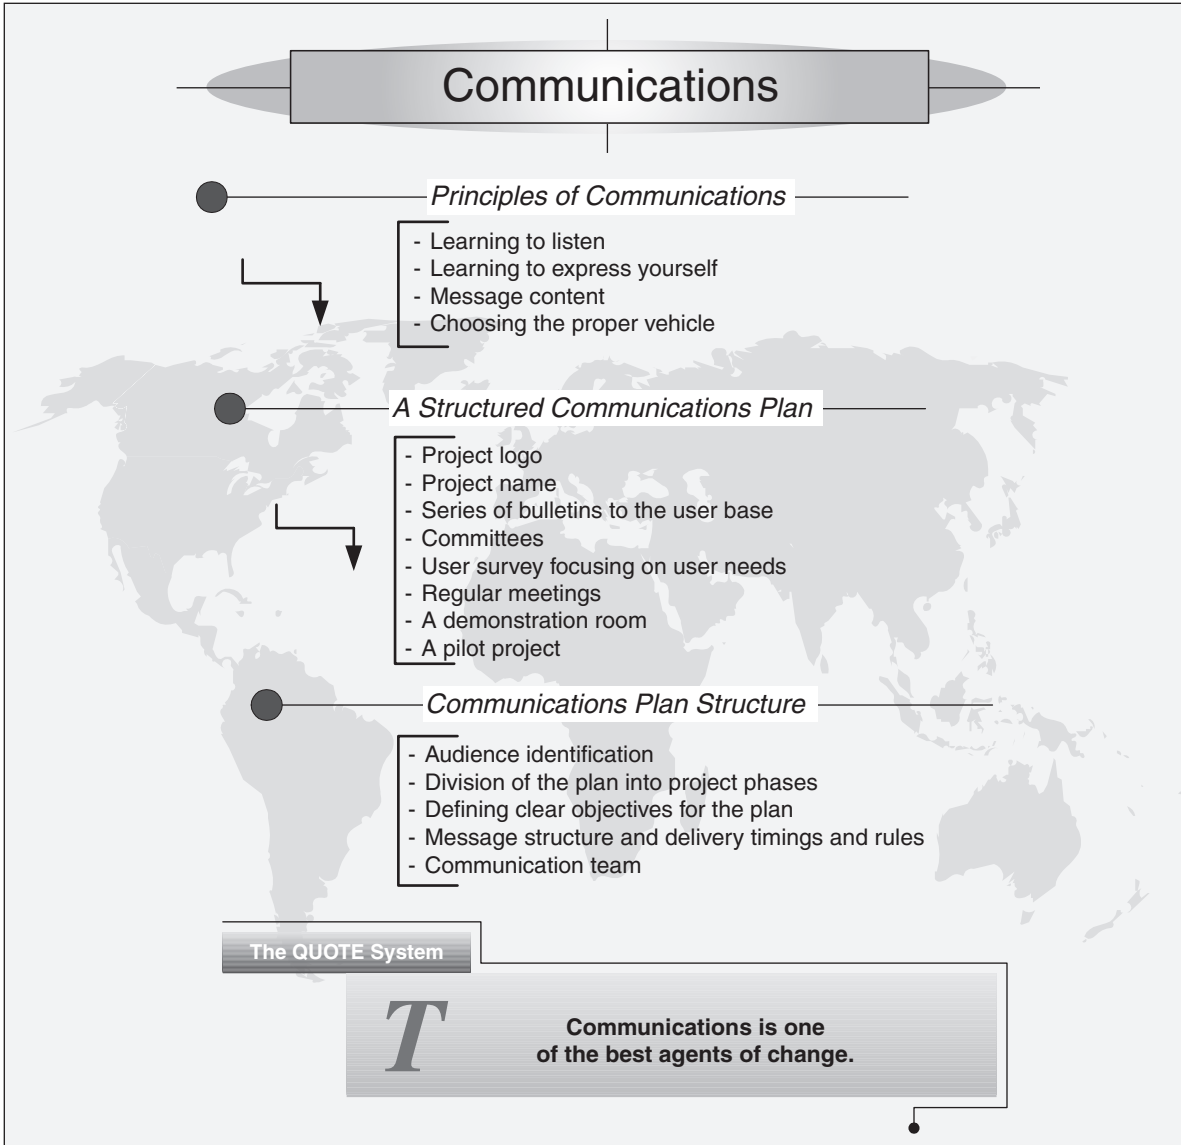 Communications
Principles of Communications
- Learning to listen
- Learning to express yourself
- Message content
- Choosing the proper vehicle
A Structured Communications Plan
- Project logo
- Project name
- Series of bulletins to the user base
- Committees
- User survey focusing on user needs
- Regular meetings
- A demonstration room
- A pilot project
Communications Plan Structure
- Audience identification
- Division of the plan into project phases
- Defining clear objectives for the plan
- Message structure and delivery timings and rules
- Communication team
The QUOTE System
T
Communications is one
of the best agents of change.